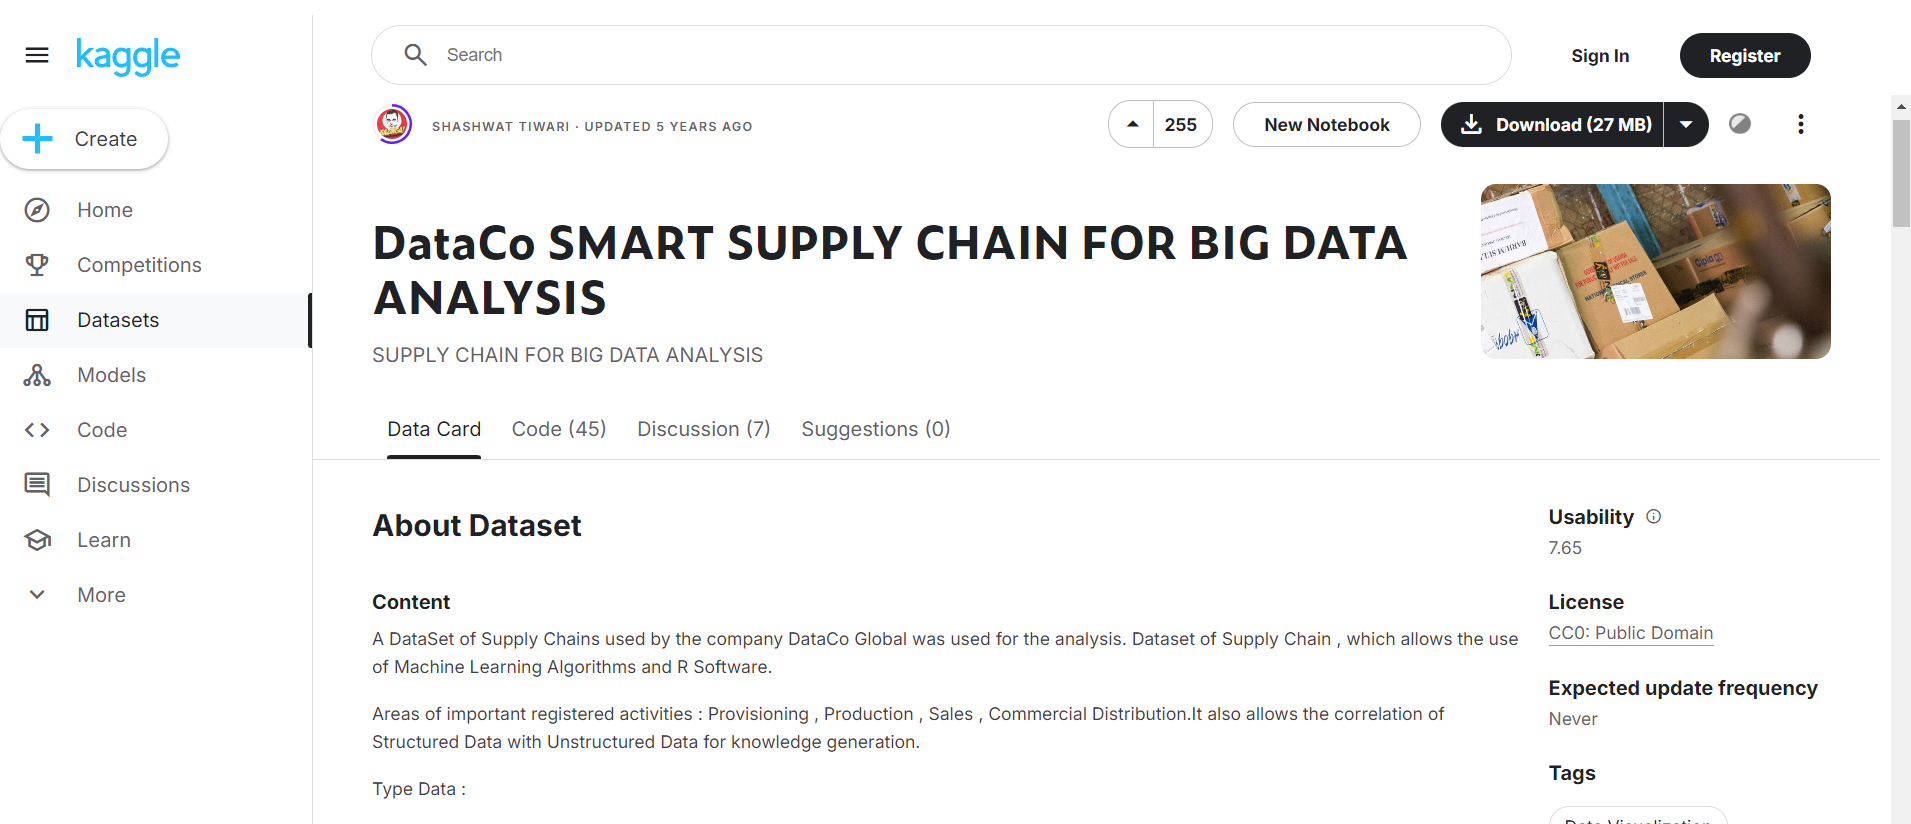 kaggle
Search
Sign In
Register
Create
Home
Competitions
Datasets
Models
Code
Discussions
Learn
More
SHASHWAT TIWARI · UPDATED 5 YEARS AGO
255
New Notebook
Download (27 MB)
DataCo SMART SUPPLY CHAIN FOR BIG DATA
ANALYSIS
SUPPLY CHAIN FOR BIG DATA ANALYSIS
Data Card
Code (45)
Discussion (7)
Suggestions (0)
About Dataset
Content
A DataSet of Supply Chains used by the company DataCo Global was used for the analysis. Dataset of Supply Chain , which allows the use
of Machine Learning Algorithms and R Software.
Areas of important registered activities : Provisioning , Production , Sales , Commercial Distribution.It also allows the correlation of
Structured Data with Unstructured Data for knowledge generation.
Type Data :
Usability
7.65
License
CC0: Public Domain
Expected update frequency
Never
Tags
Data Visualization